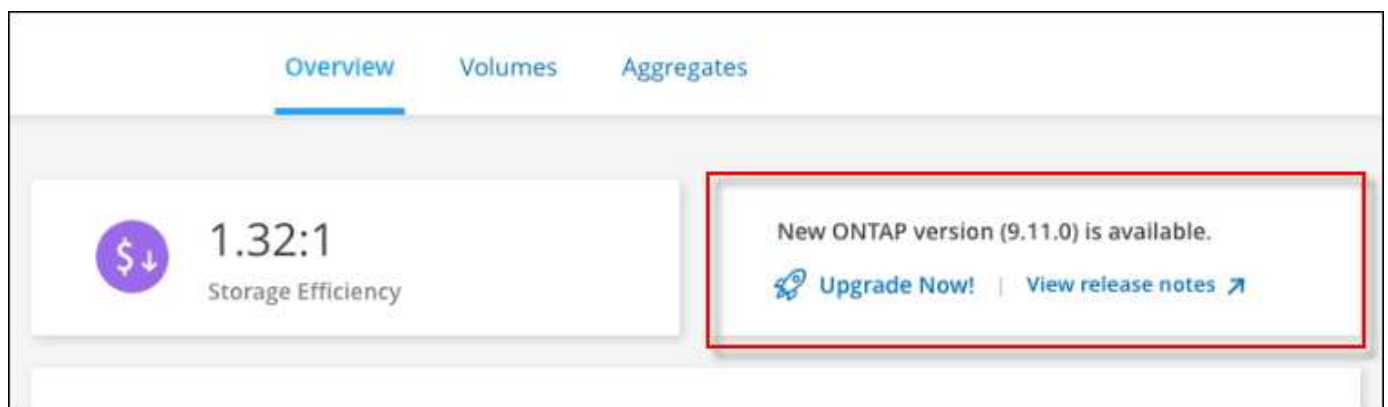 Overview Volumes Aggregates
1.32:1
Storage Efficiency
New ONTAP version (9.11.0) is available.
Upgrade Now! | View release notes